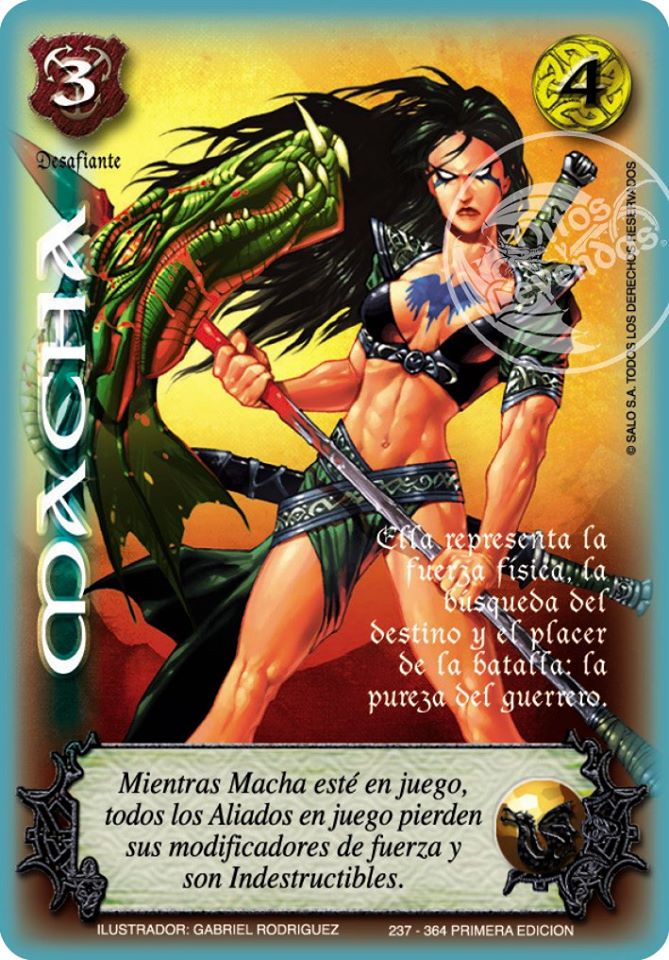 3
4
Desafiante
MACHA
Mitos
y
Leyendas
© SALO S.A. TODOS LOS DERECHOS RESERVADOS
Ella representa la
fuerza física, la
búsqueda del
destino y el placer
de la batalla: la
pureza del guerrero.
Mientras Macha esté en juego,
todos los Aliados en juego pierden
sus modificadores de fuerza y
son Indestructibles.
ILUSTRADOR: GABRIEL RODRIGUEZ 237 - 364 PRIMERA EDICION